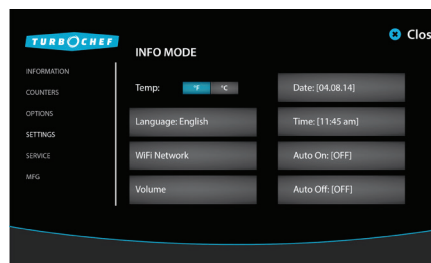 TURBOCHEF
Clos
INFO MODE
INFORMATION
COUNTERS
OPTIONS
SETTINGS
SERVICE
MFG
Temp:
°F
°C
Language: English
WiFi Network
Volume
Date: [04.08.14]
Time: [11:45 am]
Auto On: [OFF]
Auto Off: [OFF]